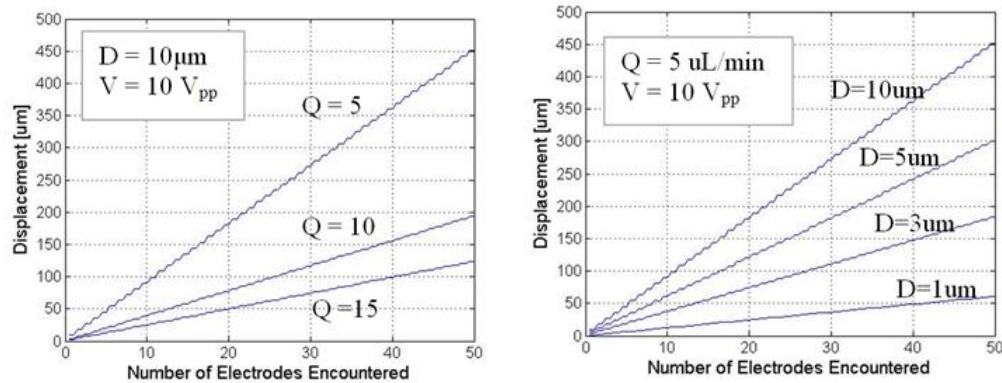 500
450
400
350
300
250
200
150
100
50
0
Displacement [um]
D = 10μm
V = 10 Vpp
Q = 5
Q = 10
Q =15
0
10
20
30
40
50
Number of Electrodes Encountered
500
450
400
350
300
250
200
150
100
50
0
Displacement [um]
Q = 5 uL/min
V = 10 Vpp
D=10um
D=5um
D=3um
D=1um
0
10
20
30
40
50
Number of Electrodes Encountered